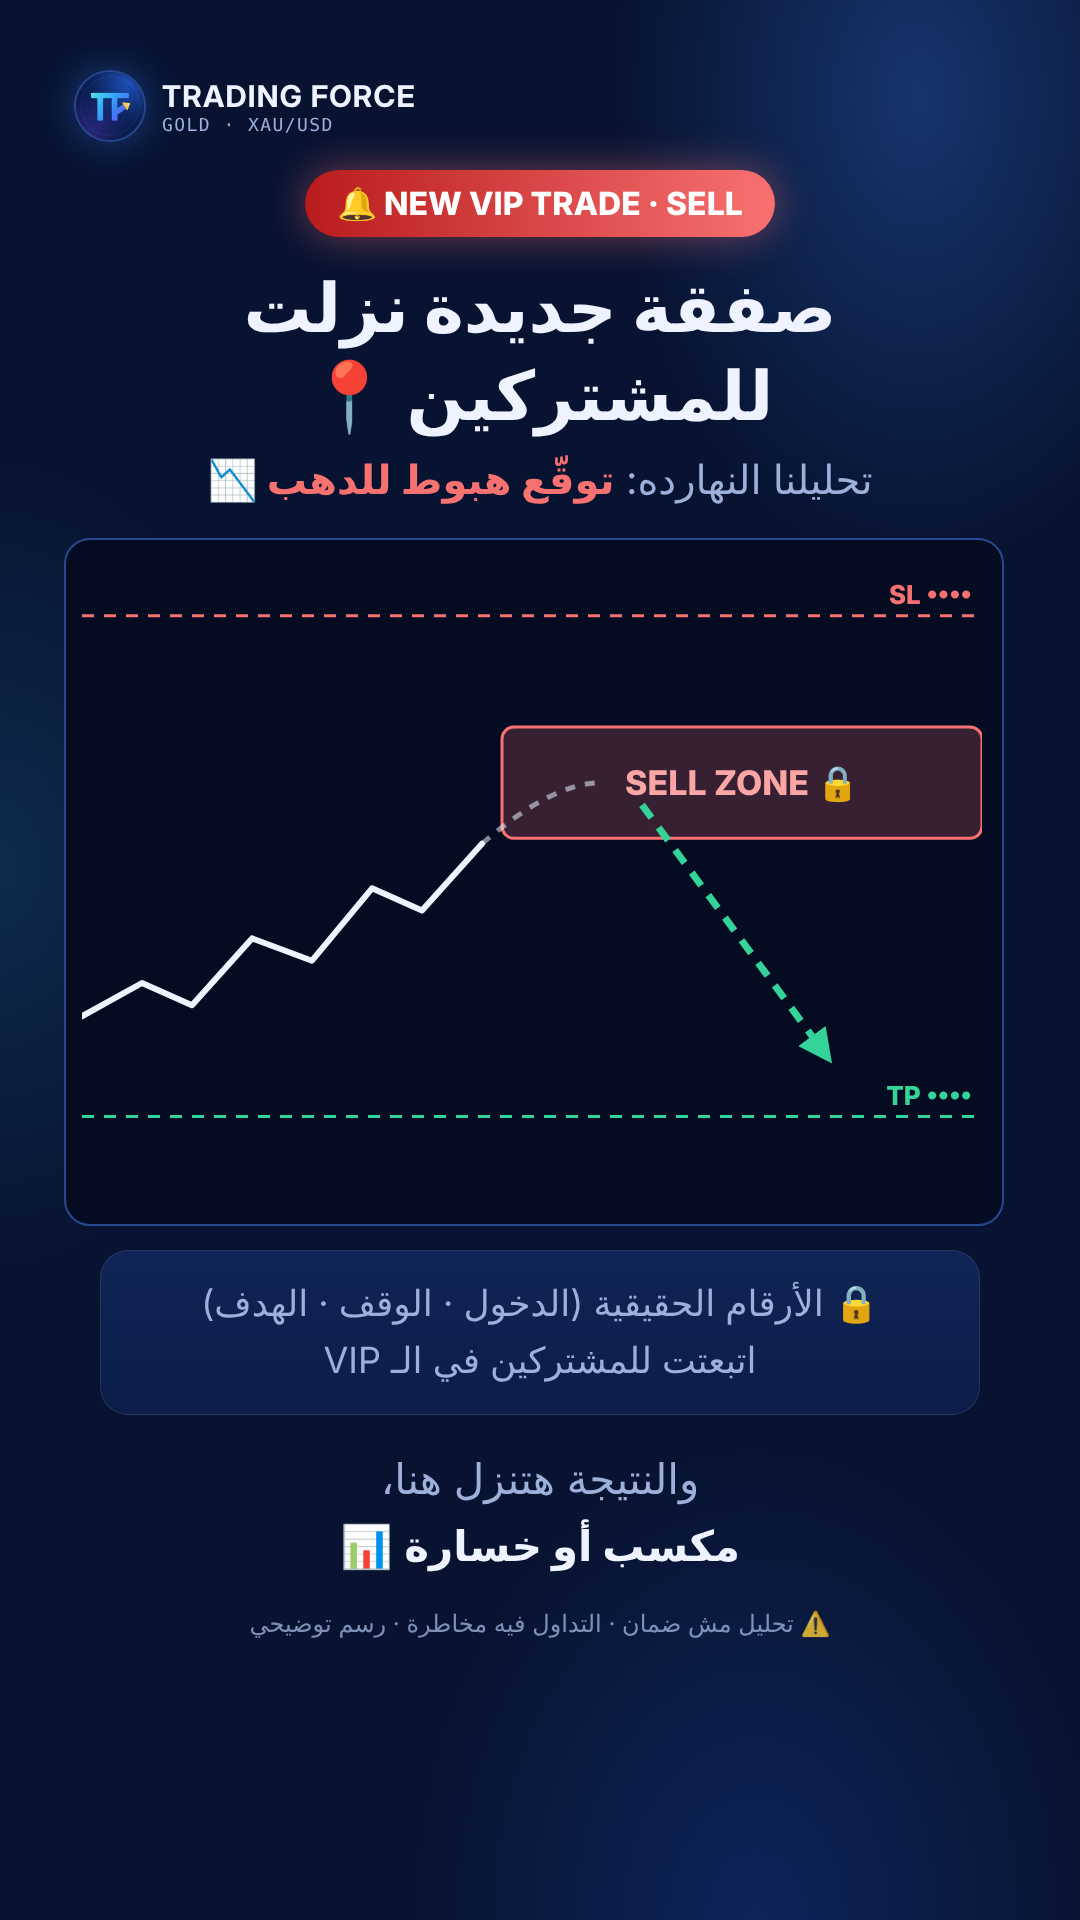 TRADING FORCE
GOLD · XAU/USD
🔔 NEW VIP TRADE · SELL
صفقة جديدة نزلت
للمشتركين 📍
تحليلنا النهارده: توقّع هبوط للدهب 📉
SL ••••
SELL ZONE 🔒
TP ••••
🔒 الأرقام الحقيقية (الدخول · الوقف · الهدف)
اتبعتت للمشتركين في الـ VIP
والنتيجة هتنزل هنا،
مكسب أو خسارة 📊
⚠️ تحليل مش ضمان · التداول فيه مخاطرة · رسم توضيحي